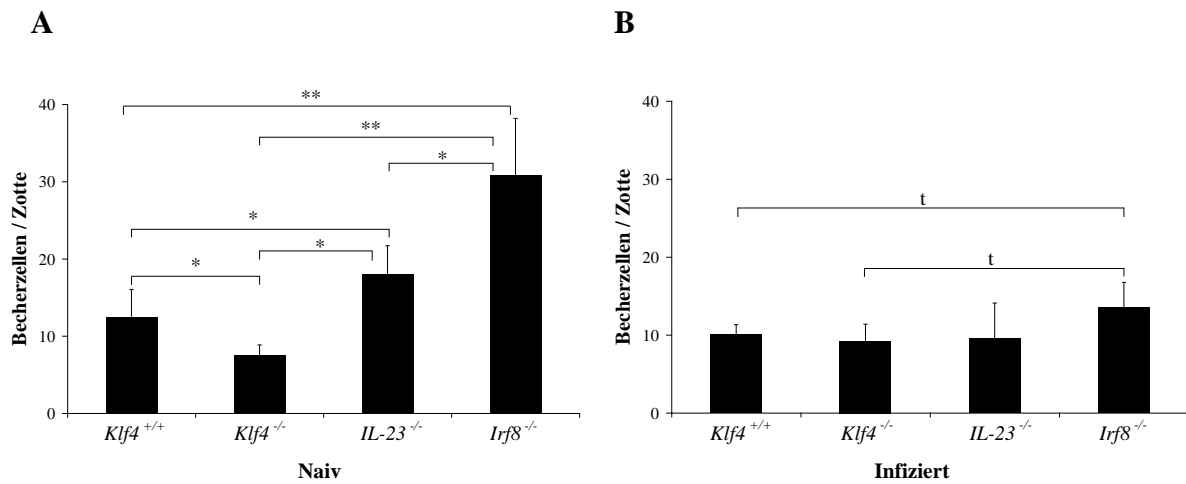 A
Becherzellen / Zotte
40
30
20
10
0
**
**
*
*
*
*
Klf4 +/+ Klf4 -/- IL-23 -/- Irf8 -/-
Naiv
B
Becherzellen / Zotte
40
30
20
10
0
t
t
Klf4 +/+ Klf4 -/- IL-23 -/- Irf8 -/-
Infiziert